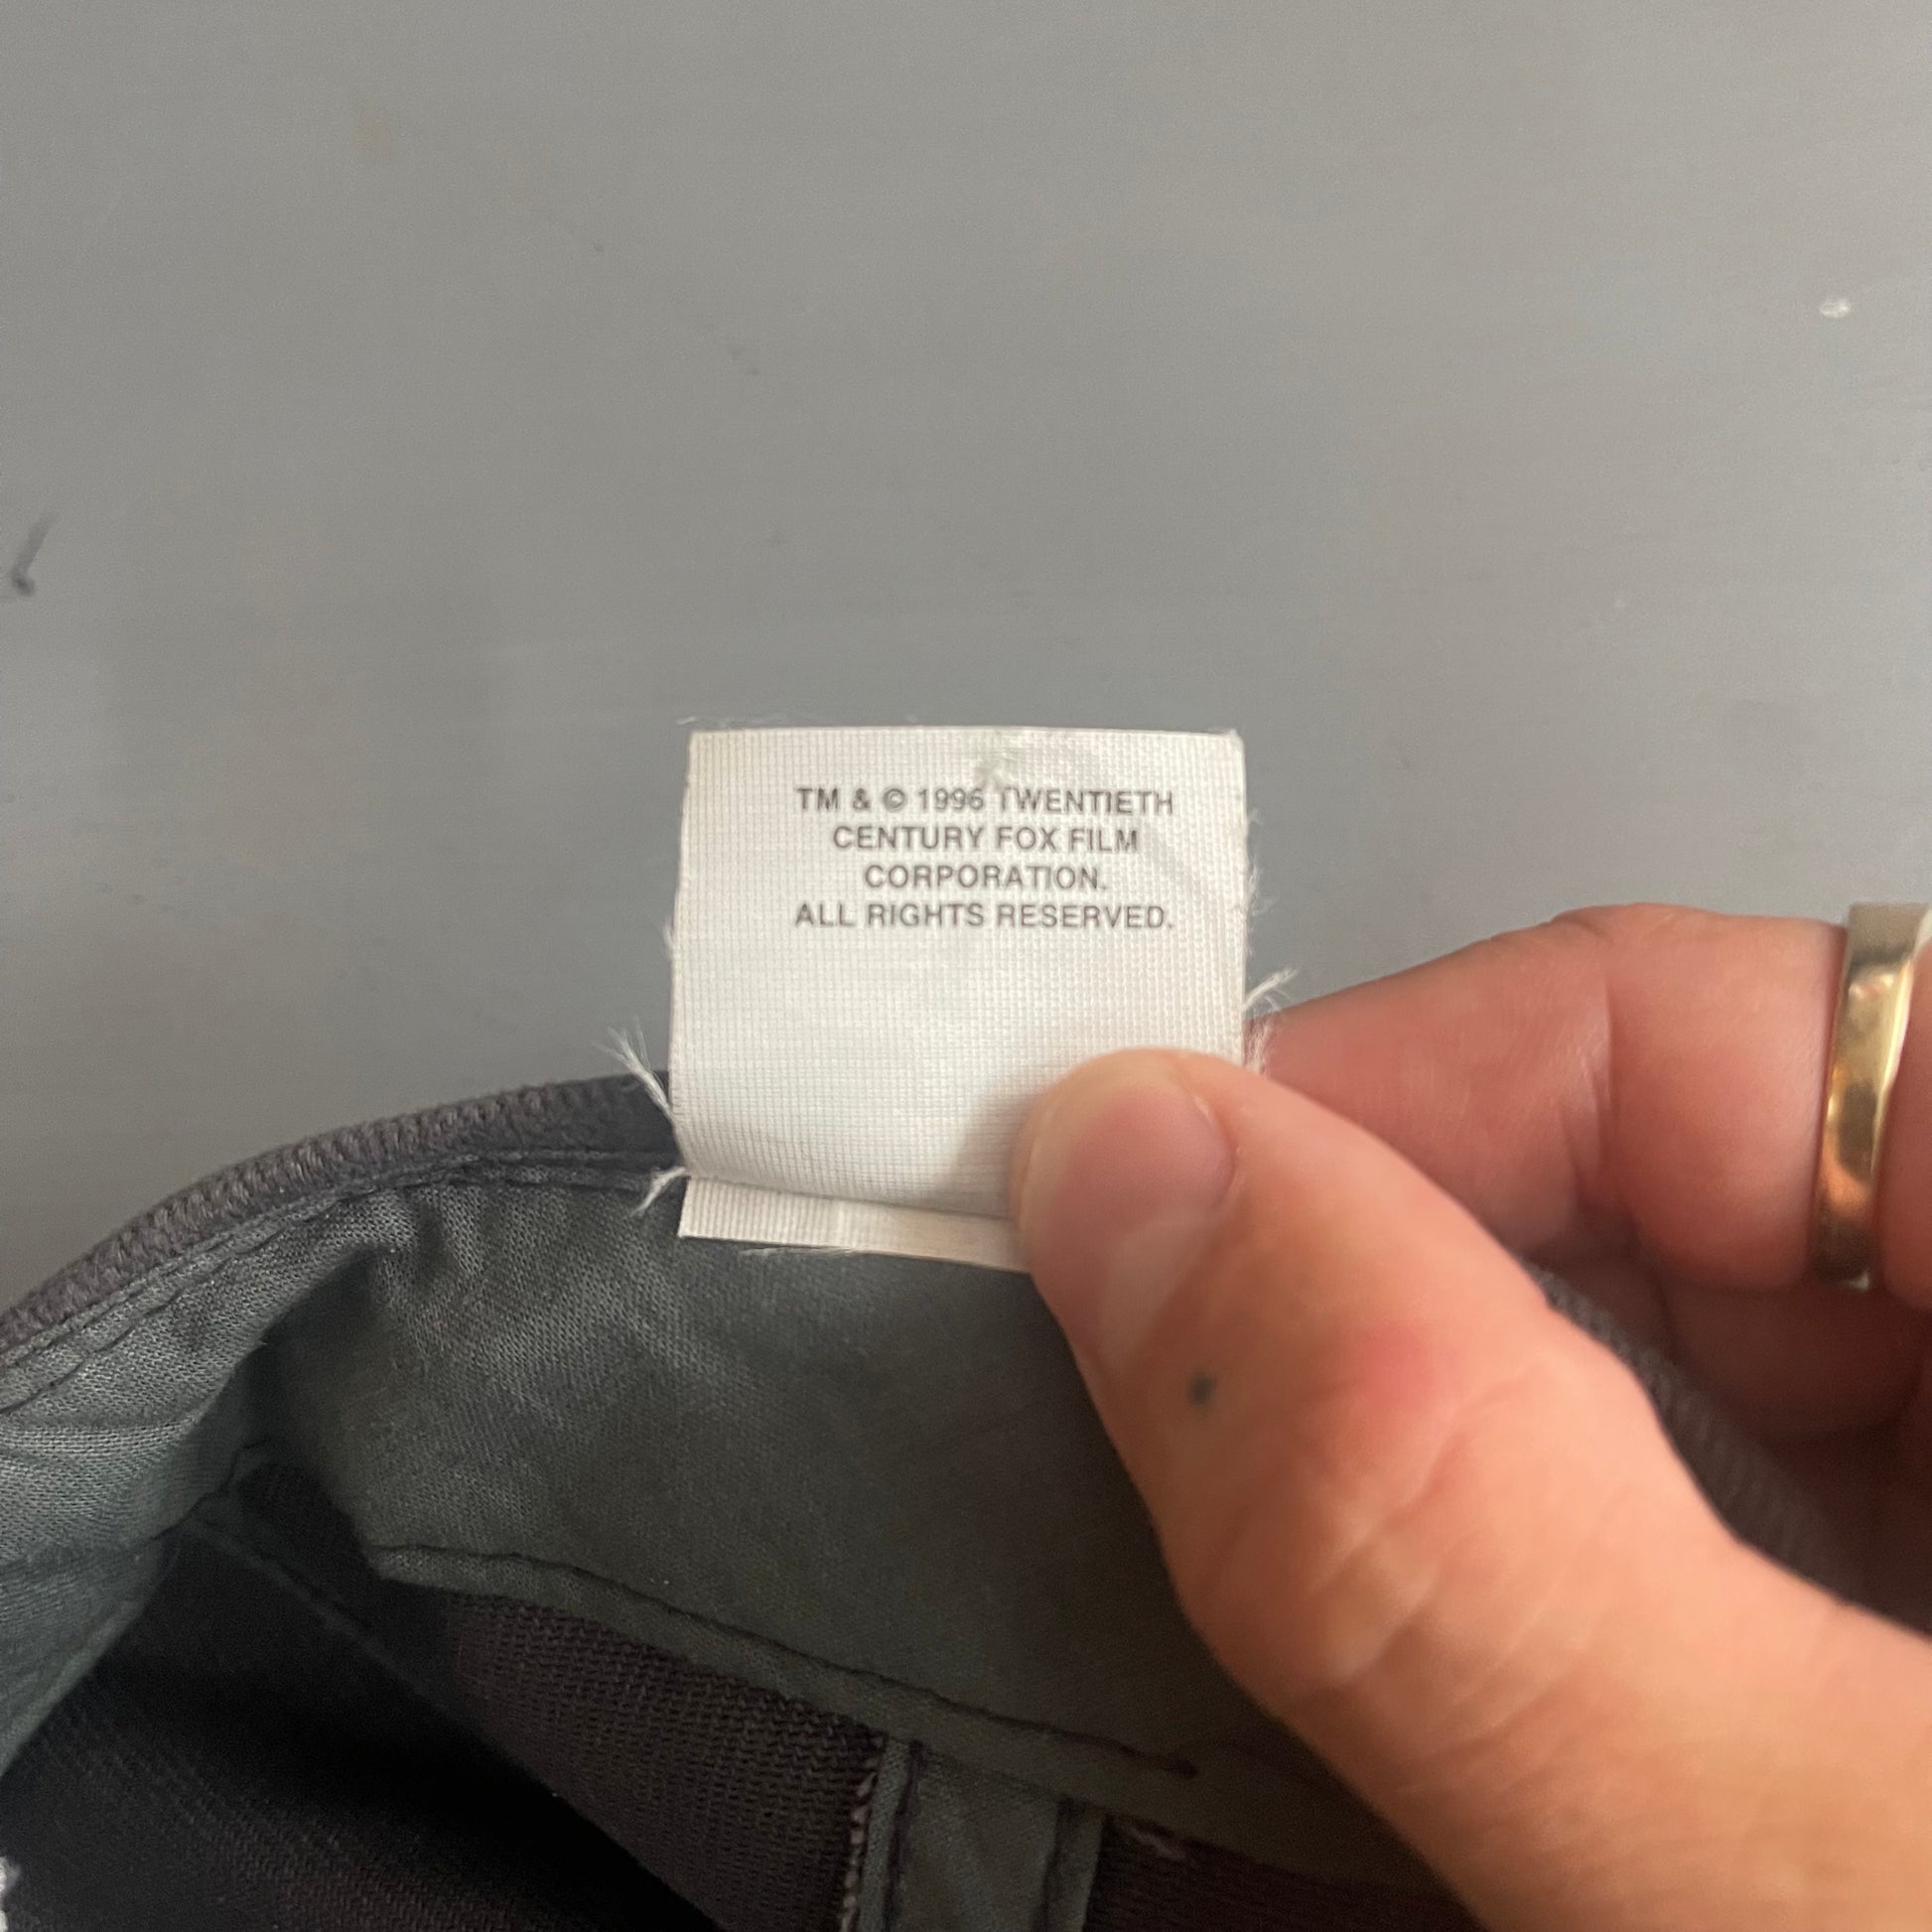 TM & © 1996 TWENTIETH
CENTURY FOX FILM
CORPORATION.
ALL RIGHTS RESERVED.